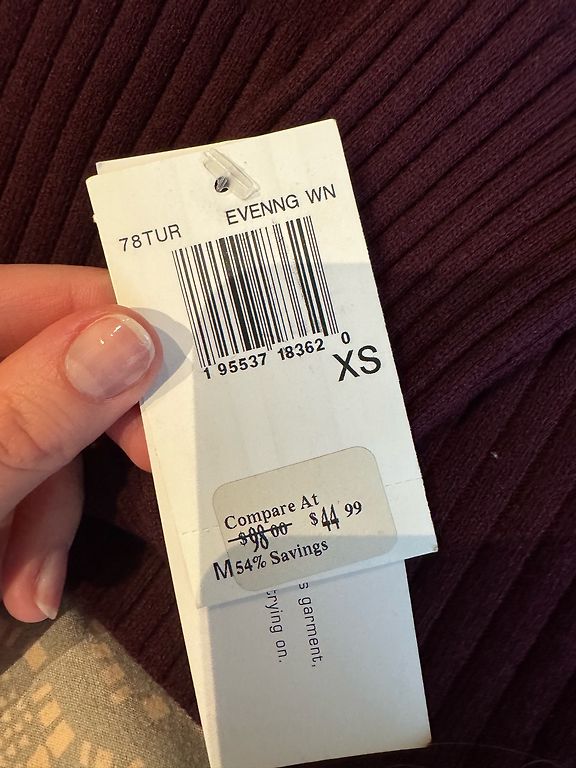 EVENNG WN
78TUR
1 95537 18362 0
XS
Compare At
$98 00 $44 99
M 54% Savings
s garment,
rying on.